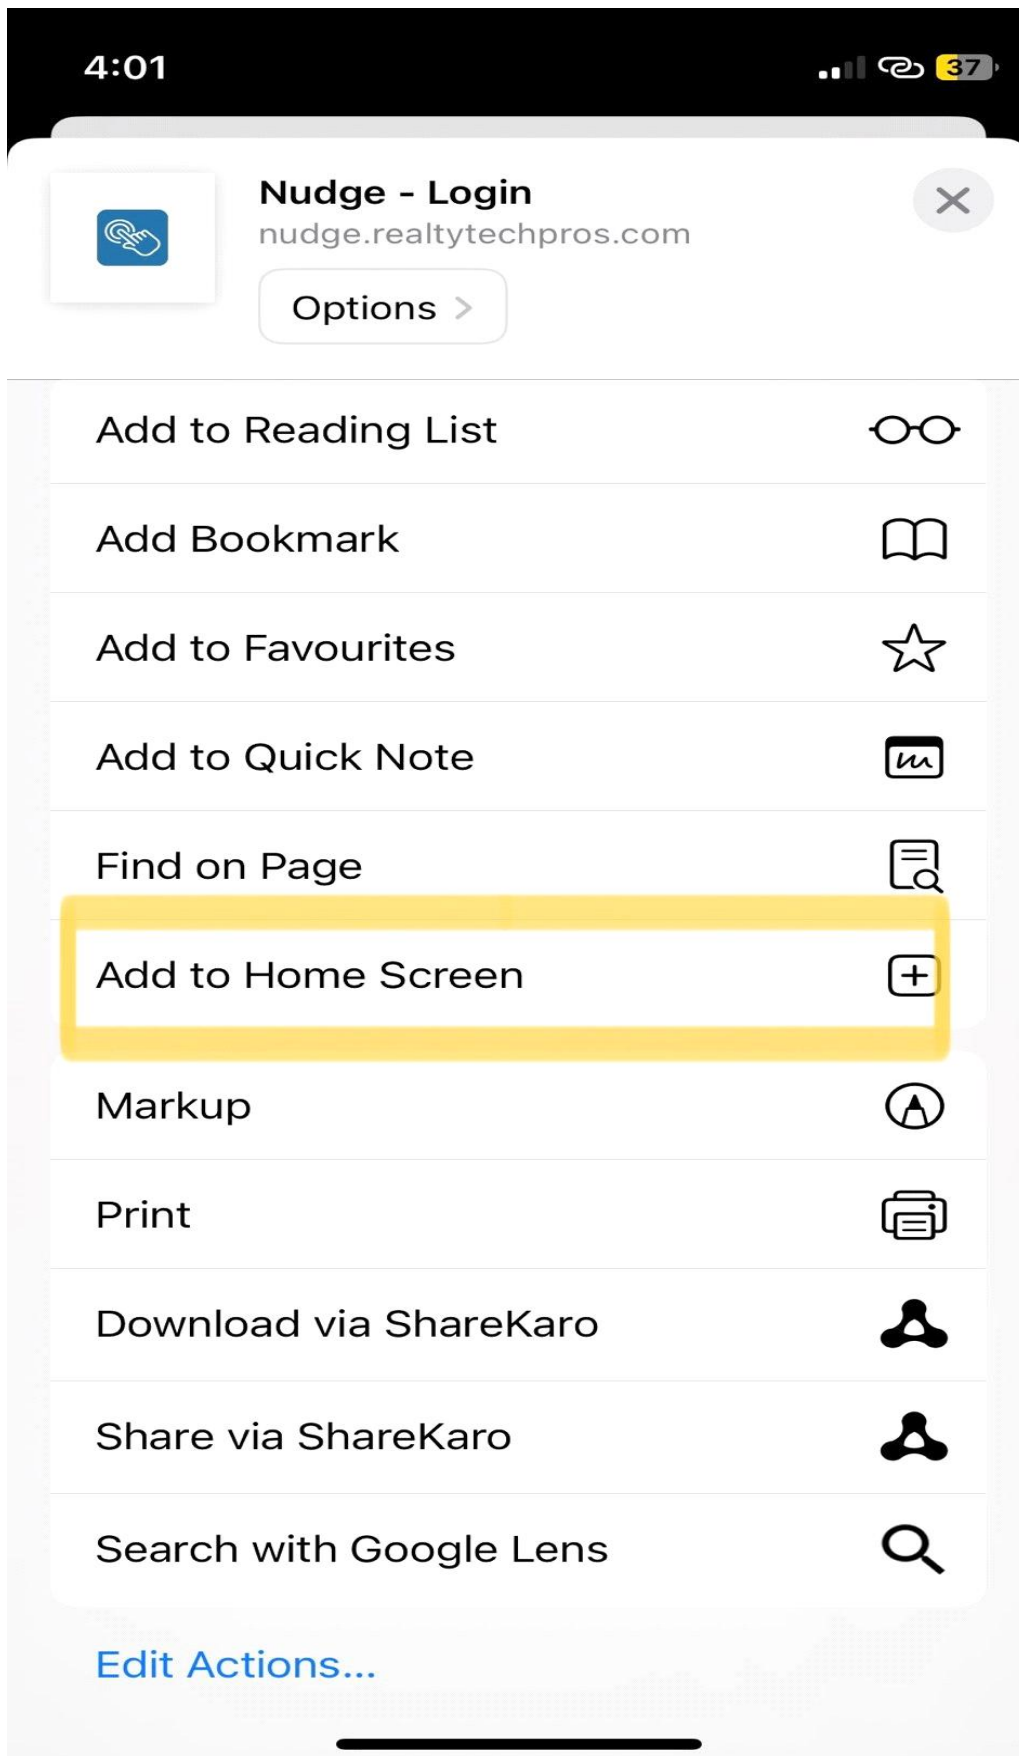 4:01
37
Nudge - Login
nudge.realtytechpros.com
Options
Add to Reading List
Add Bookmark
Add to Favourites
Add to Quick Note
Find on Page
Add to Home Screen
Markup
Print
Download via ShareKaro
Share via ShareKaro
Search with Google Lens
Edit Actions...